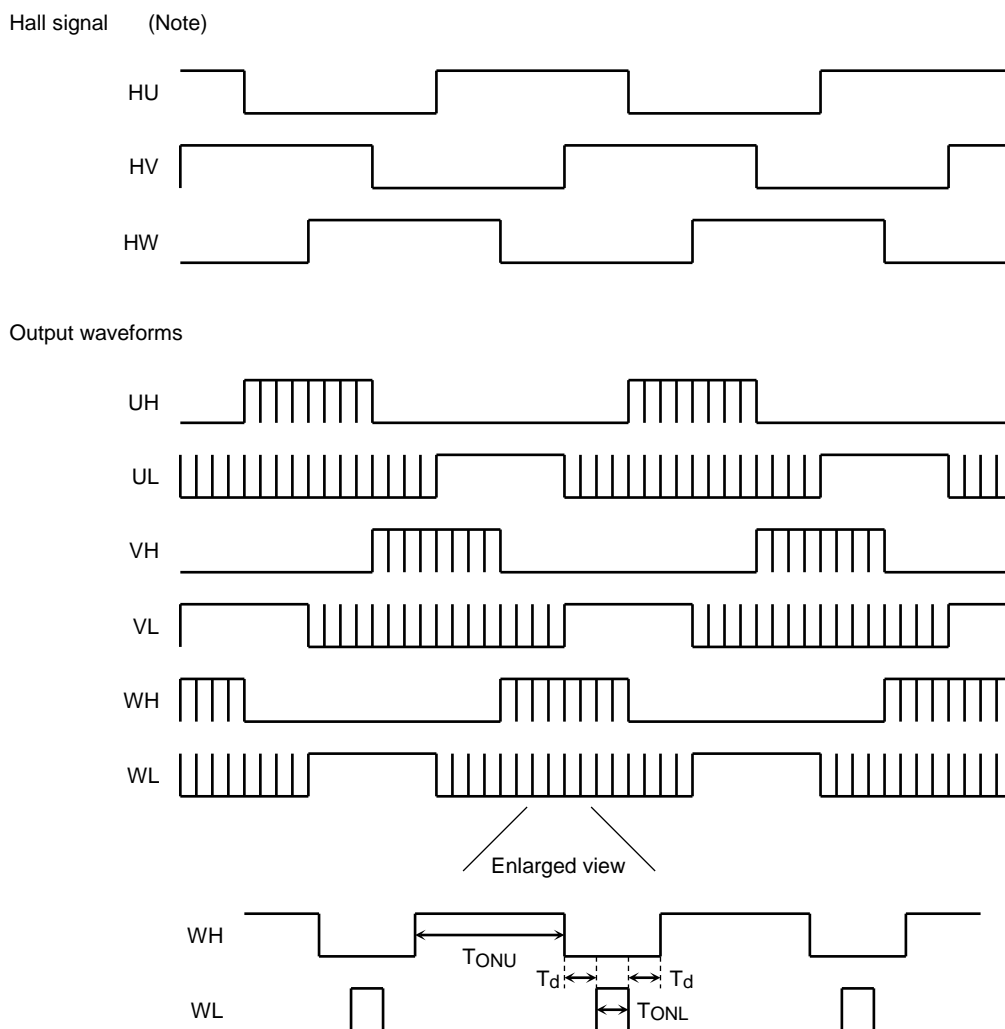 Hall signal (Note)
HU
HV
HW
Output waveforms
UH
UL
VH
VL
WH
WL
Enlarged view
WH
TONU
Td Td
WL
TONL